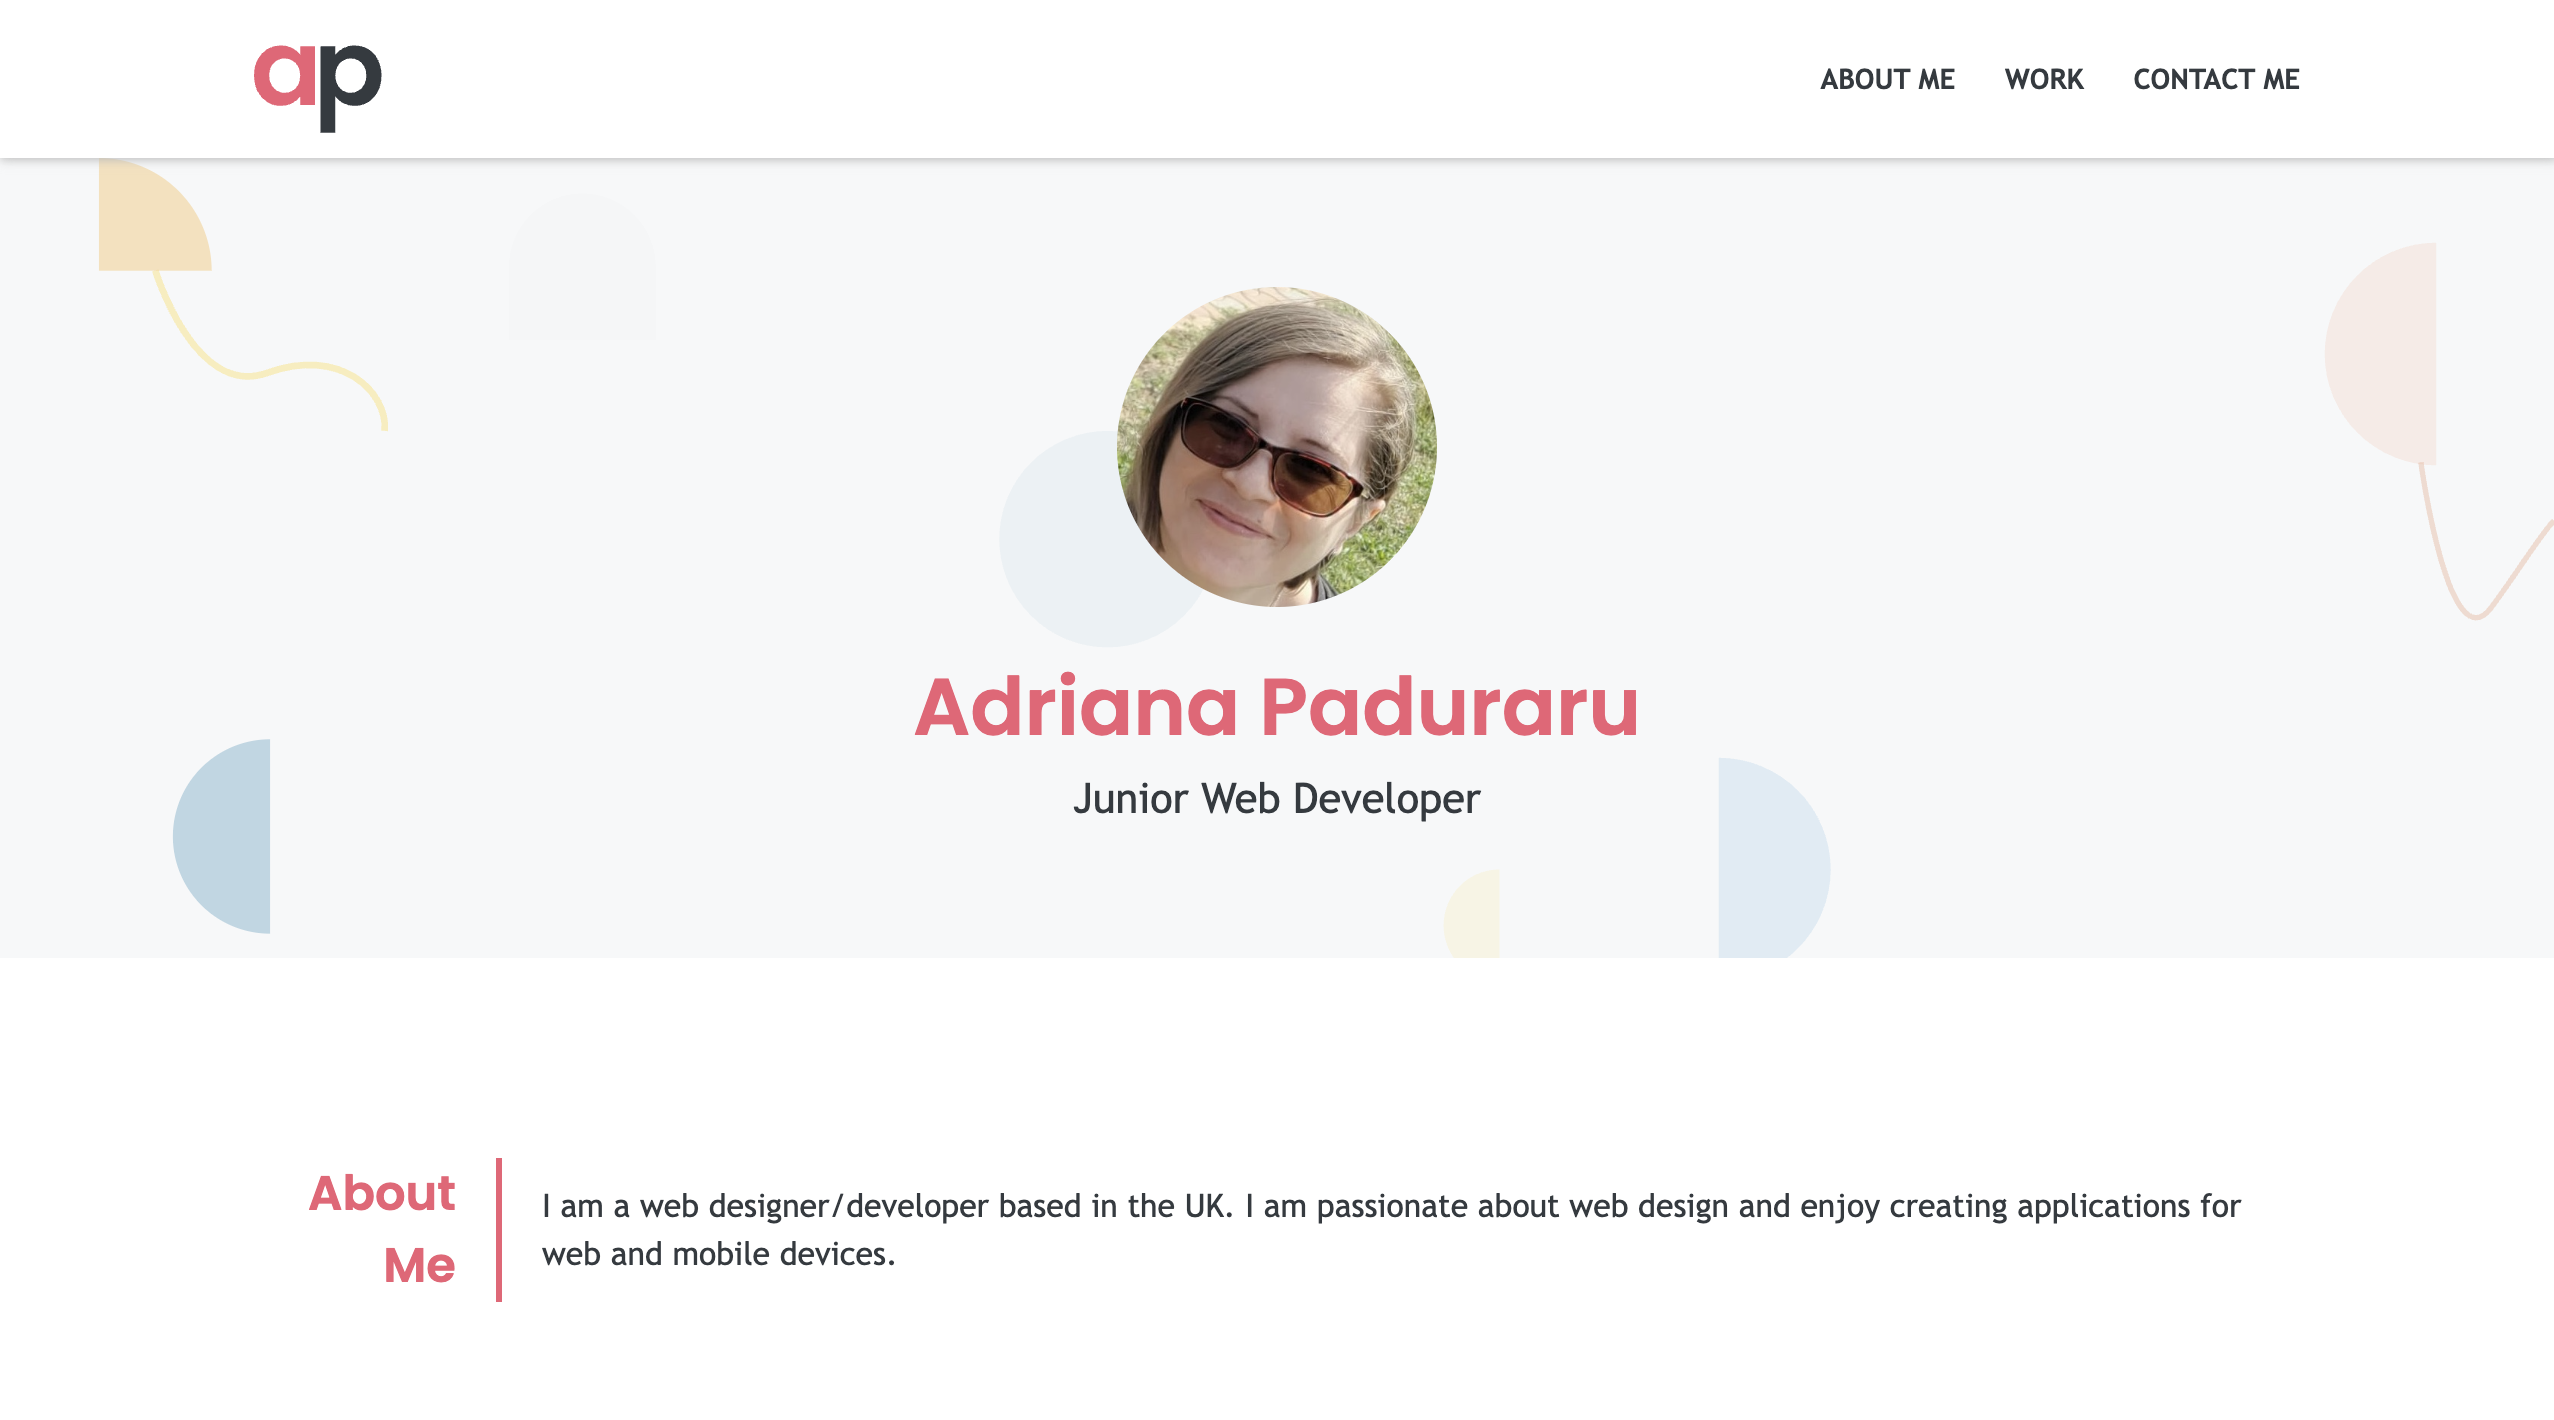 ap
ABOUT ME
WORK
CONTACT ME
Adriana Paduraru
Junior Web Developer
About
Me
I am a web designer/developer based in the UK. I am passionate about web design and enjoy creating applications for
web and mobile devices.